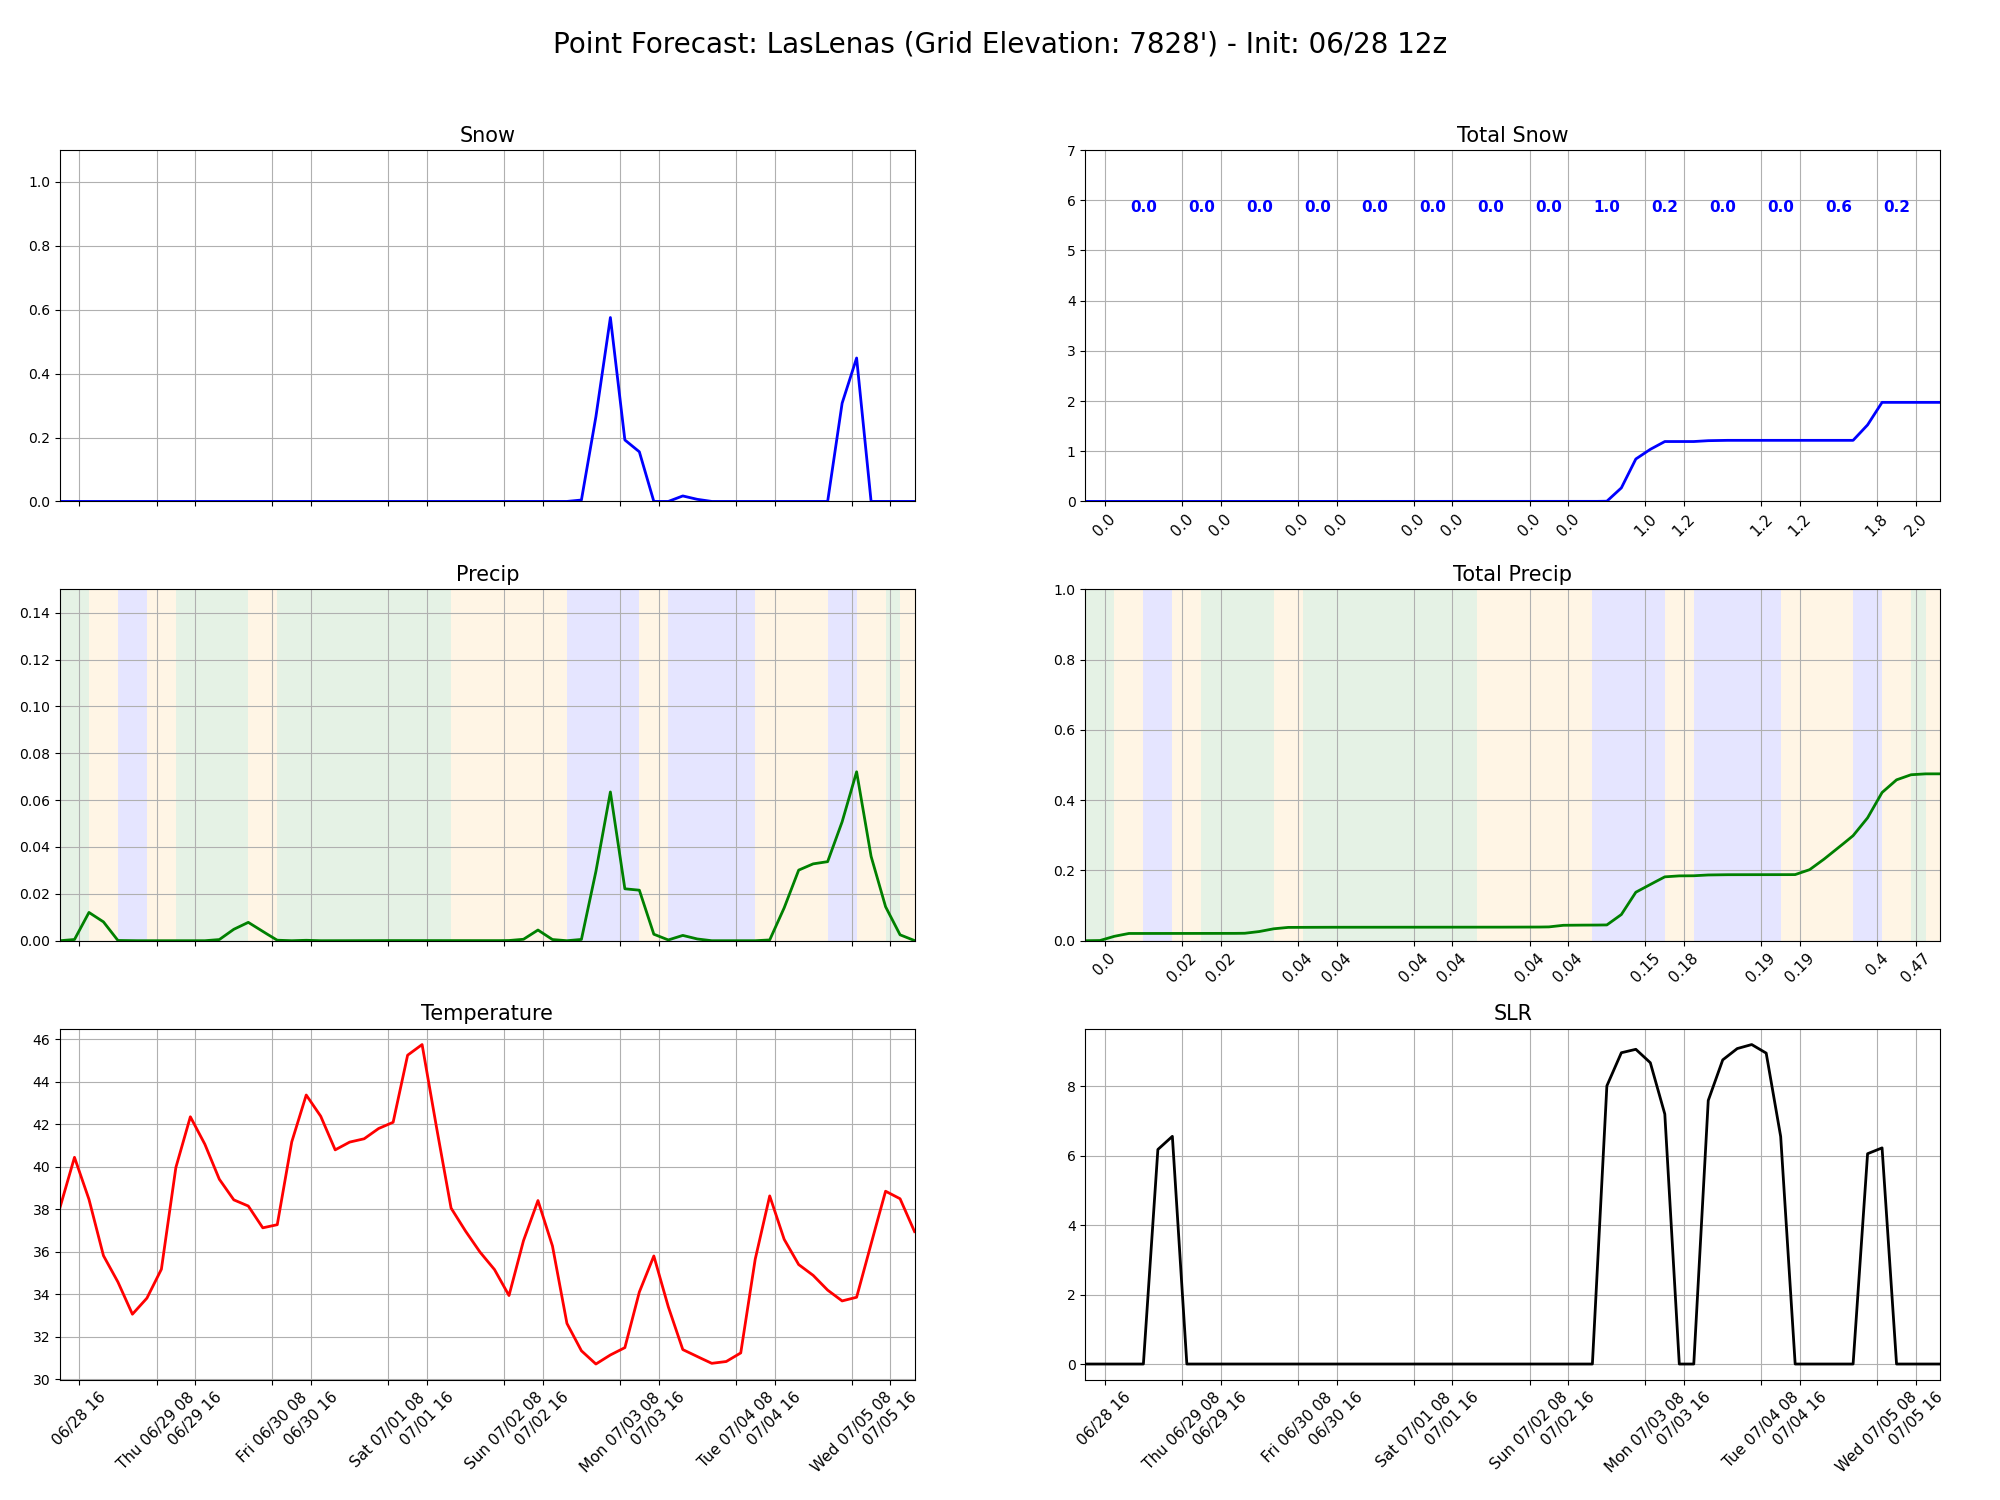 Point Forecast: LasLenas (Grid Elevation: 7828') - Init: 06/28 12z
Snow
1.0
0.8
0.6
0.4
0.2
0.0
Total Snow
7
6
5
4
3
2
1
0
0.0 0.0 0.0 0.0 0.0 0.0 0.0 0.0 1.0 0.2 0.0 0.0 0.6 0.2
0.0 0.0 0.0 0.0 0.0 0.0 0.0 0.0 0.0 1.0 1.2 1.2 1.2 1.8 2.0
Precip
0.14
0.12
0.10
0.08
0.06
0.04
0.02
0.00
Total Precip
1.0
0.8
0.6
0.4
0.2
0.0
0.0 0.02 0.02 0.04 0.04 0.04 0.04 0.04 0.04 0.15 0.18 0.19 0.19 0.4 0.47
Temperature
46
44
42
40
38
36
34
32
30
06/28 16
Thu 06/29 08
06/29 16
Fri 06/30 08
06/30 16
Sat 07/01 08
07/01 16
Sun 07/02 08
07/02 16
Mon 07/03 08
07/03 16
Tue 07/04 08
07/04 16
Wed 07/05 08
07/05 16
SLR
8
6
4
2
0
06/28 16
Thu 06/29 08
06/29 16
Fri 06/30 08
06/30 16
Sat 07/01 08
07/01 16
Sun 07/02 08
07/02 16
Mon 07/03 08
07/03 16
Tue 07/04 08
07/04 16
Wed 07/05 08
07/05 16